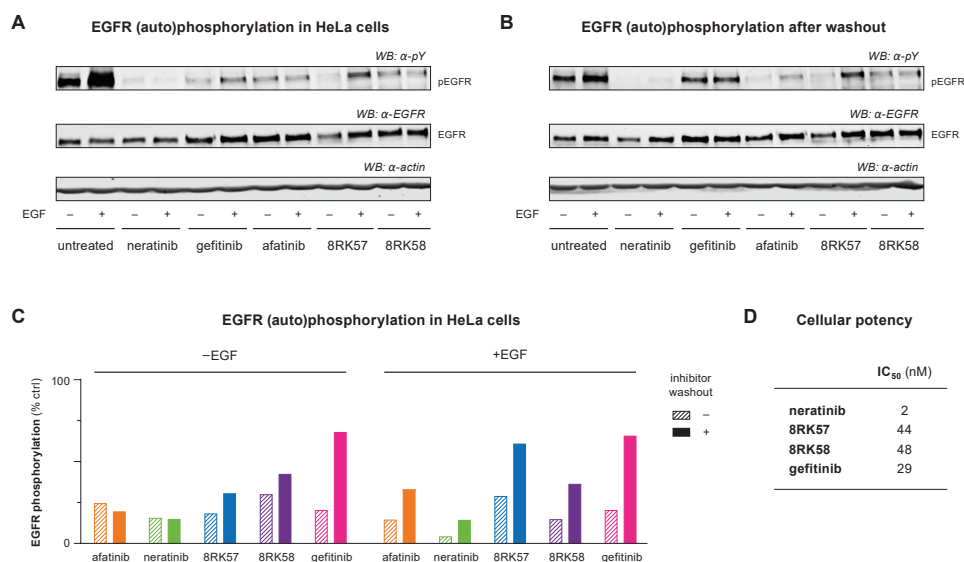 A
EGFR (auto)phosphorylation in HeLa cells
WB: α-pY
pEGFR
WB: α-EGFR
EGFR
WB: α-actin
EGF – + – + – + – + – + – +
untreated neratinib gefitinib afatinib 8RK57 8RK58
B
EGFR (auto)phosphorylation after washout
WB: α-pY
pEGFR
WB: α-EGFR
EGFR
WB: α-actin
EGF – + – + – + – + – + – +
untreated neratinib gefitinib afatinib 8RK57 8RK58
C
EGFR (auto)phosphorylation in HeLa cells
–EGF +EGF
EGFR phosphorylation (% ctrl)
100
0
afatinib neratinib 8RK57 8RK58 gefitinib afatinib neratinib 8RK57 8RK58 gefitinib
inhibitor
washout
–
+
D
Cellular potency
IC50 (nM)
neratinib 2
8RK57 44
8RK58 48
gefitinib 29